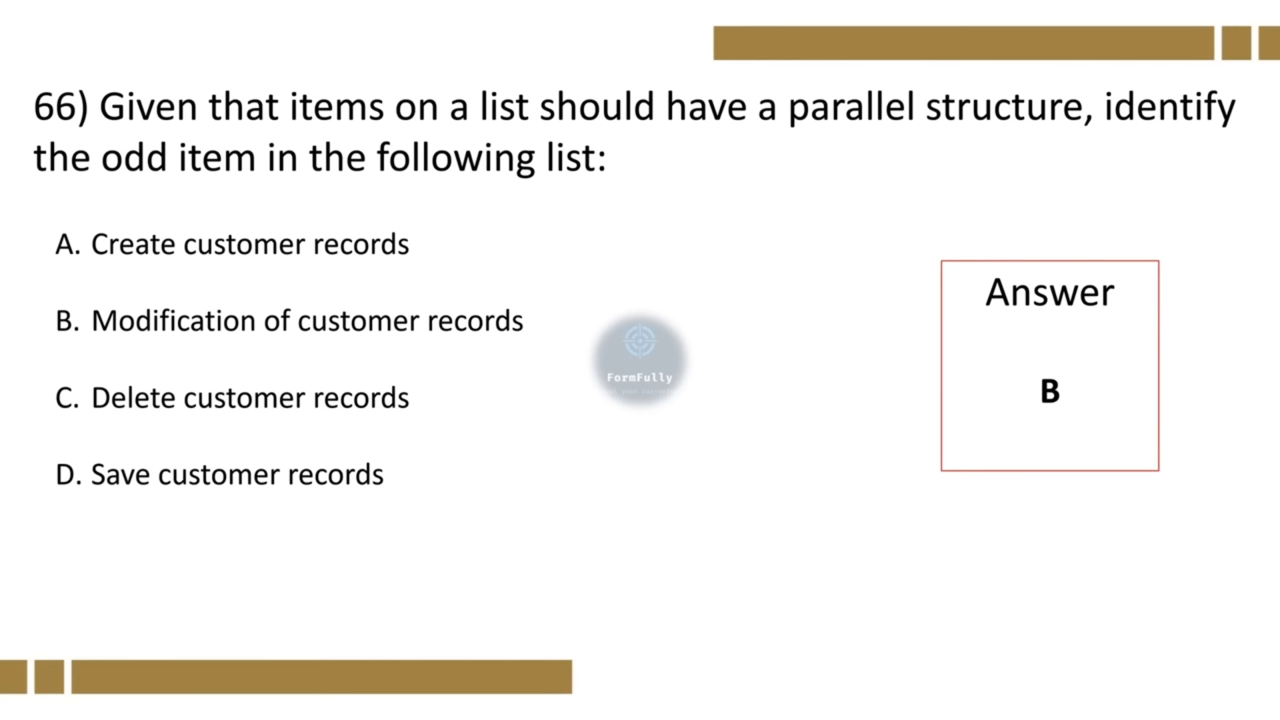 66) Given that items on a list should have a parallel structure, identify
the odd item in the following list:
A. Create customer records
B. Modification of customer records
C. Delete customer records
D. Save customer records
Answer
B
FormFully